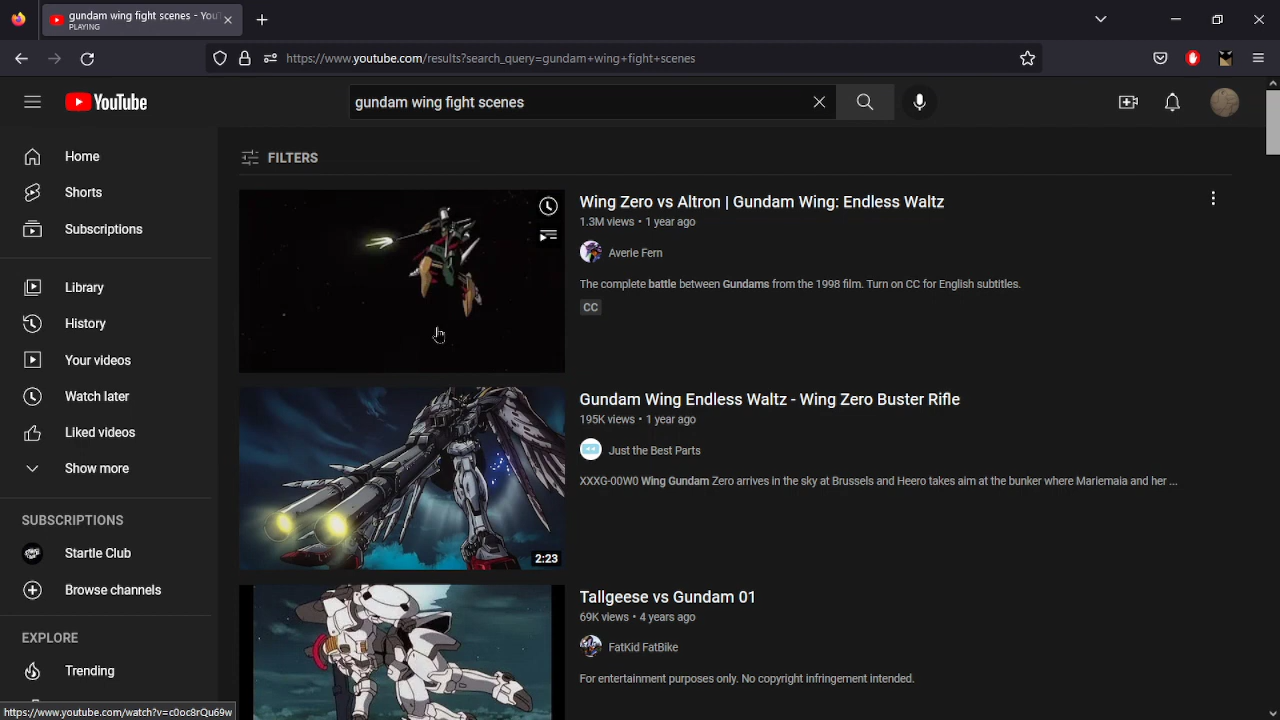 gundam wing fight scenes - YouT
PLAYING
https://www.youtube.com/results?search_query=gundam+wing+fight+scenes
YouTube
gundam wing fight scenes
Home
Shorts
Subscriptions
Library
History
Your videos
Watch later
Liked videos
Show more
SUBSCRIPTIONS
Startle Club
Browse channels
EXPLORE
Trending
https://www.youtube.com/watch?v=c0oc8rQu69w
FILTERS
Wing Zero vs Altron | Gundam Wing: Endless Waltz
1.3M views • 1 year ago
Averie Fern
The complete battle between Gundams from the 1998 film. Turn on CC for English subtitles.
CC
2:23
Gundam Wing Endless Waltz - Wing Zero Buster Rifle
195K views • 1 year ago
Just the Best Parts
XXXG-00W0 Wing Gundam Zero arrives in the sky at Brussels and Heero takes aim at the bunker where Mariemaia and her ...
Tallgeese vs Gundam 01
69K views • 4 years ago
FatKid FatBike
For entertainment purposes only. No copyright infringement intended.